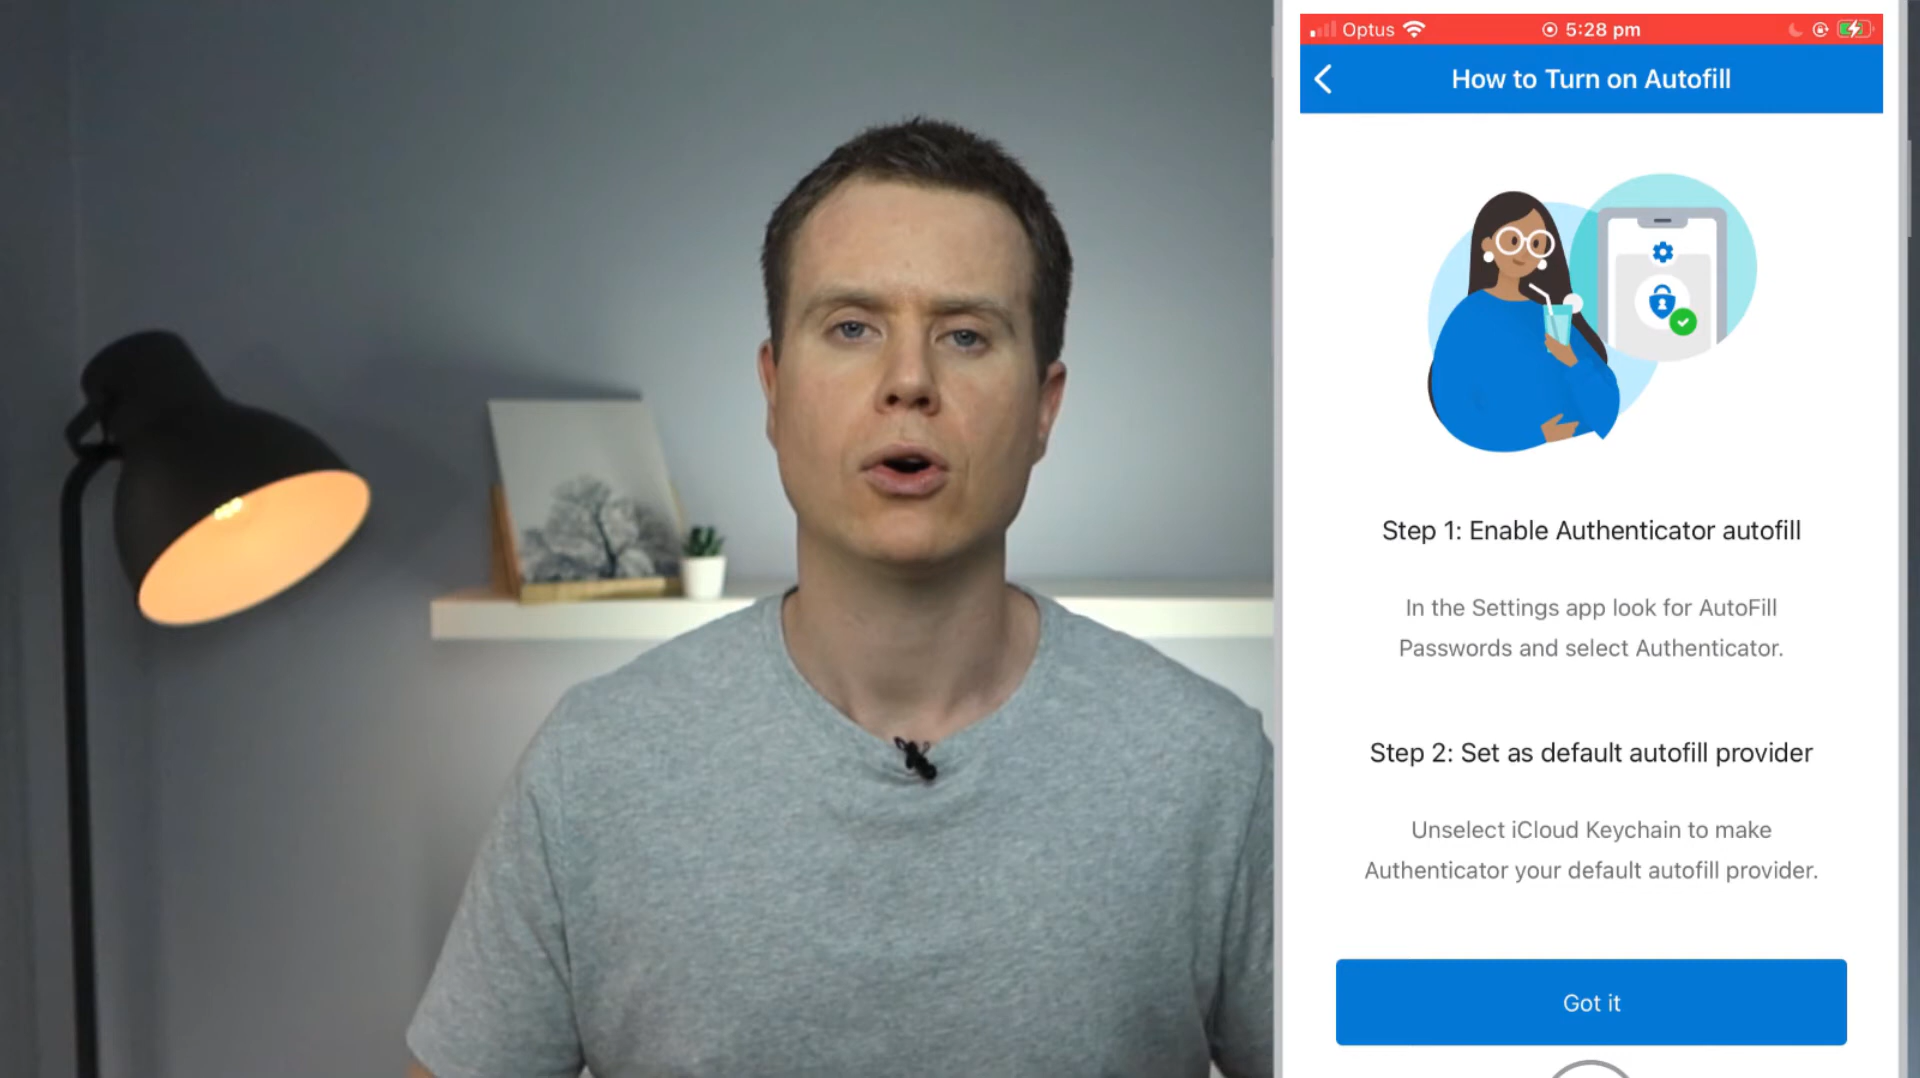 Optus 5:28 pm
How to Turn on Autofill
Step 1: Enable Authenticator autofill
In the Settings app look for AutoFill
Passwords and select Authenticator.
Step 2: Set as default autofill provider
Unselect iCloud Keychain to make
Authenticator your default autofill provider.
Got it